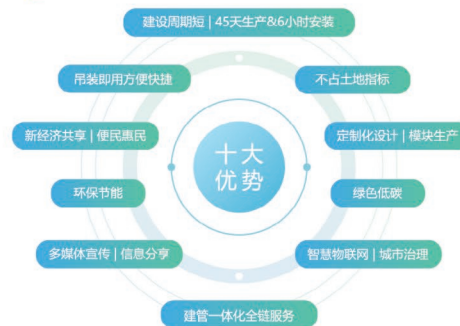 建设周期短 | 45天生产&6小时安装
吊装即用方便快捷
不占土地指标
新经济共享 | 便民惠民
定制化设计 | 模块生产
十大
优势
环保节能
绿色低碳
多媒体宣传 | 信息分享
智慧物联网 | 城市治理
建管一体化全链服务